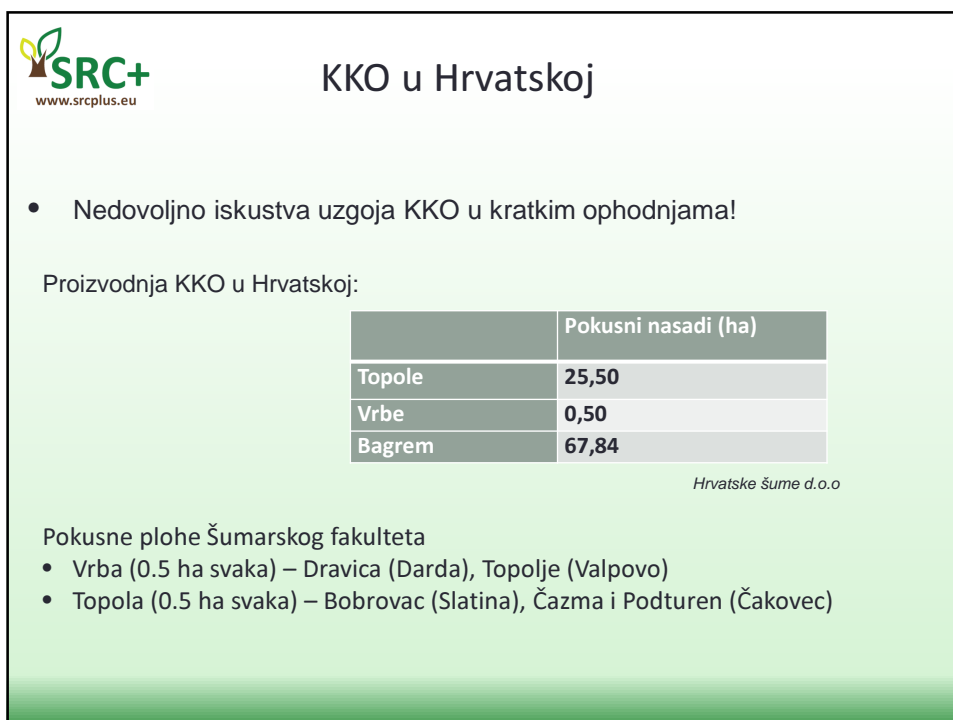 SRC+
www.srcplus.eu
KKO u Hrvatskoj
• Nedovoljno iskustva uzgoja KKO u kratkim ophodnjama!
Proizvodnja KKO u Hrvatskoj:
Pokusni nasadi (ha)
Topole 25,50
Vrbe 0,50
Bagrem 67,84
Hrvatske šume d.o.o
Pokusne plohe Šumarskog fakulteta
• Vrba (0.5 ha svaka) – Dravica (Darda), Topolje (Valpovo)
• Topola (0.5 ha svaka) – Bobrovac (Slatina), Čazma i Podturen (Čakovec)